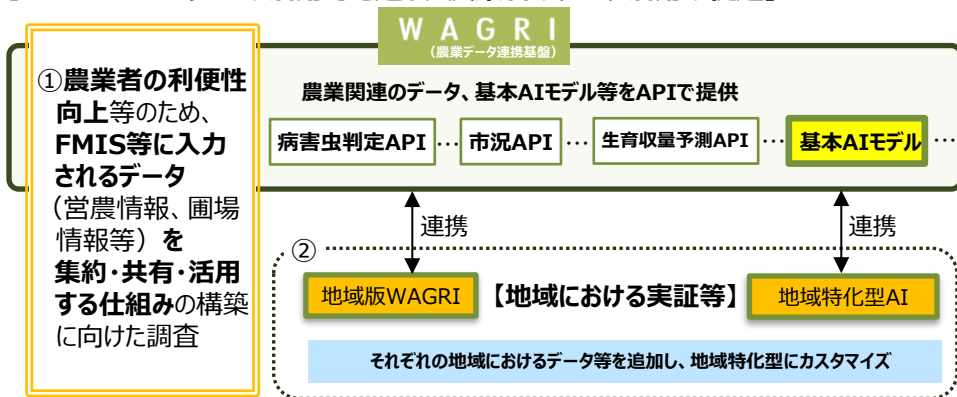 WAGRI
（農業データ連携基盤）
①農業者の利便性
向上等のため、
FMIS等に入力
されるデータ
（営農情報、圃場
情報等）を
集約・共有・活用
する仕組みの構築
に向けた調査
農業関連のデータ、基本AIモデル等をAPIで提供
病害虫判定API … 市況API … 生育収量予測API … 基本AIモデル …
連携 連携
②
地域版WAGRI 【地域における実証等】 地域特化型AI
それぞれの地域におけるデータ等を追加し、地域特化型にカスタマイズ